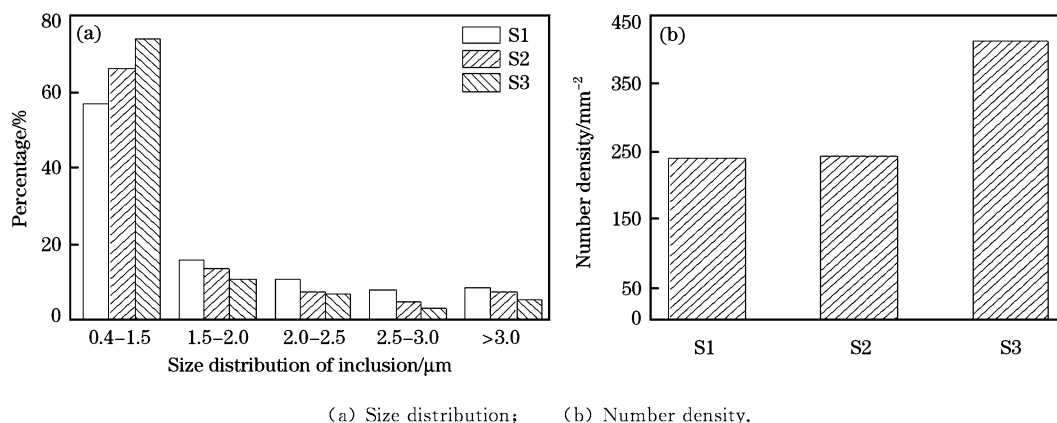 (a)
S1
S2
S3
80
60
40
20
0
Percentage/%
0.4–1.5 1.5–2.0 2.0–2.5 2.5–3.0 >3.0
Size distribution of inclusion/μm
(b)
450
350
250
150
50
0
Number density/mm⁻²
S1 S2 S3
(a) Size distribution; (b) Number density.